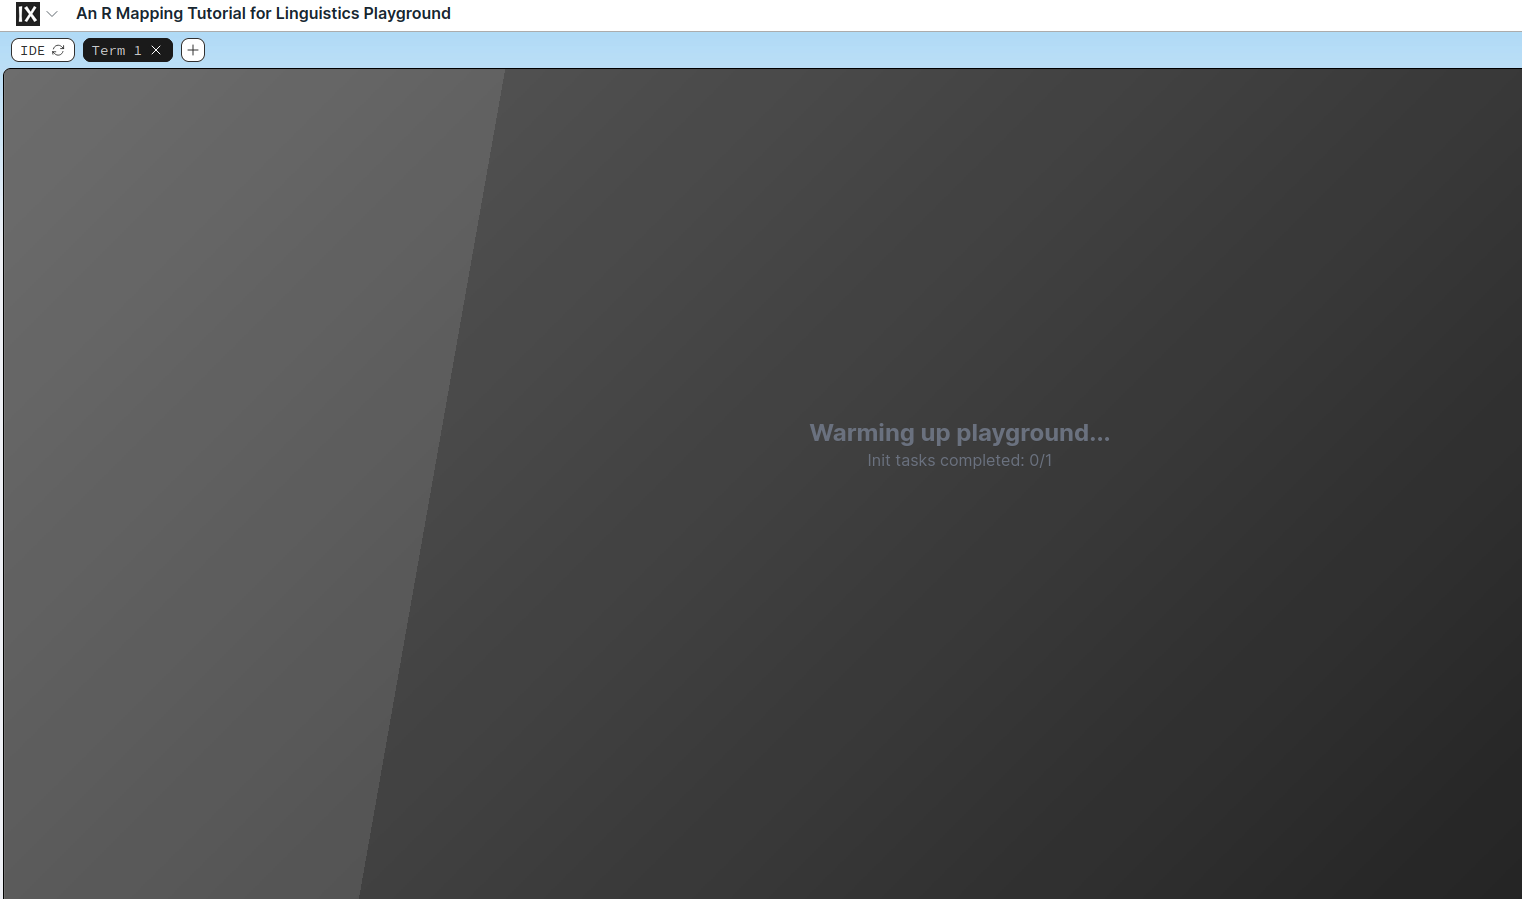 IX
An R Mapping Tutorial for Linguistics Playground
IDE
Term 1
Warming up playground...
Init tasks completed: 0/1